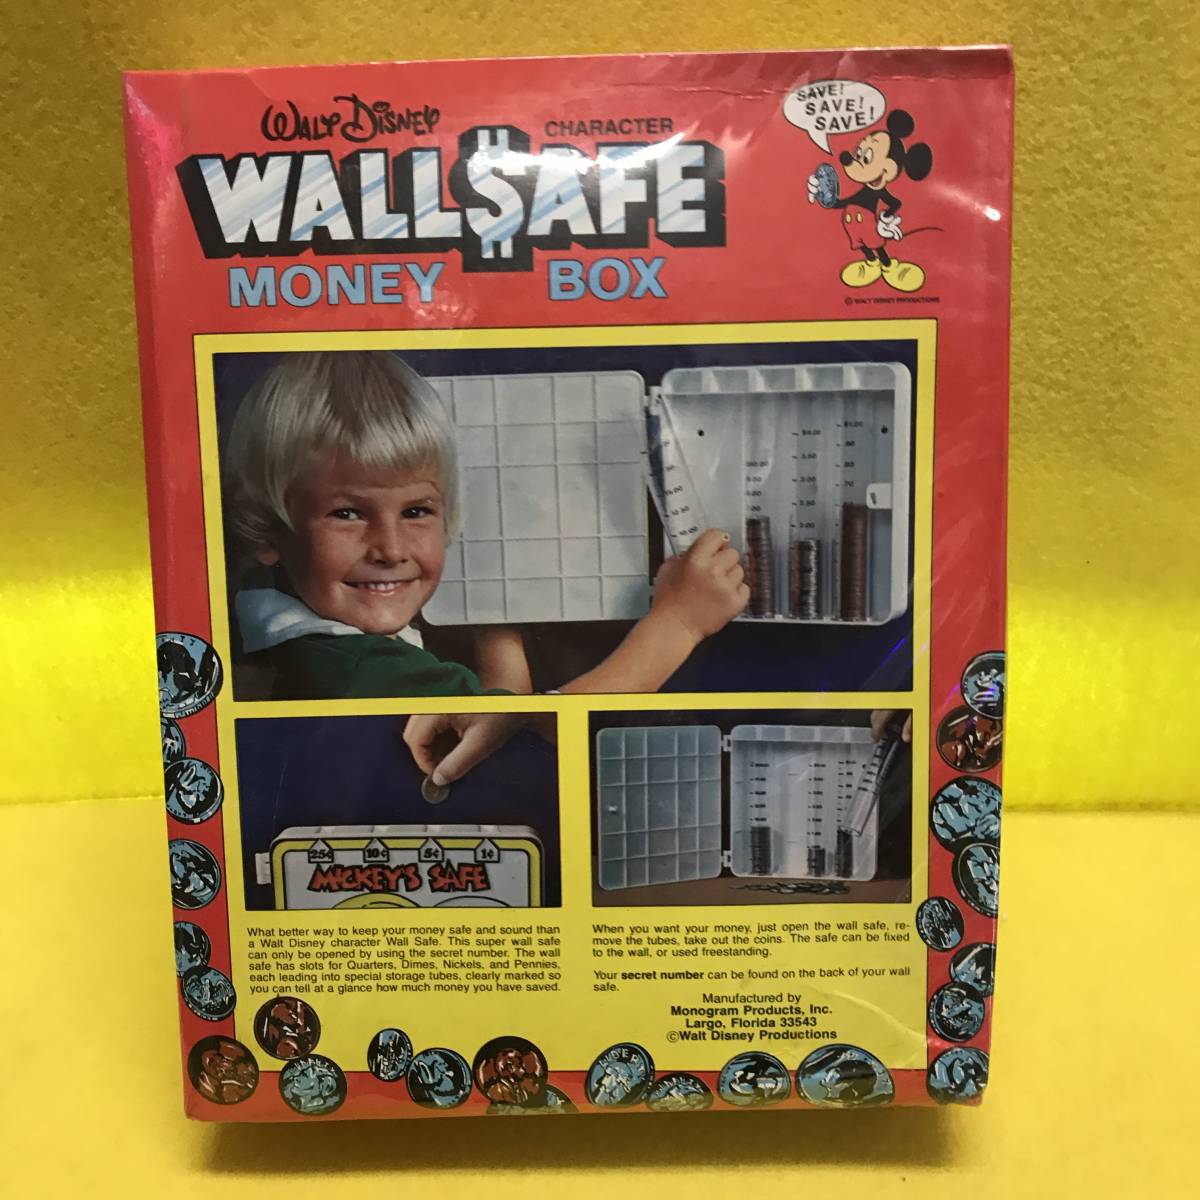 WALT DISNEY
CHARACTER
WALL$AFE
MONEY BOX
SAVE!
SAVE!
SAVE!
© WALT DISNEY PRODUCTIONS
25¢ 10¢ 5¢ 1¢
MICKEY'S SAFE
What better way to keep your money safe and sound than
a Walt Disney character Wall Safe. This super wall safe
can only be opened by using the secret number. The wall
safe has slots for Quarters, Dimes, Nickels, and Pennies,
each leading into special storage tubes, clearly marked so
you can tell at a glance how much money you have saved.
When you want your money, just open the wall safe, re-
move the tubes, take out the coins. The safe can be fixed
to the wall, or used freestanding.
Your secret number can be found on the back of your wall
safe.
Manufactured by
Monogram Products, Inc.
Largo, Florida 33543
©Walt Disney Productions
LIBERTY